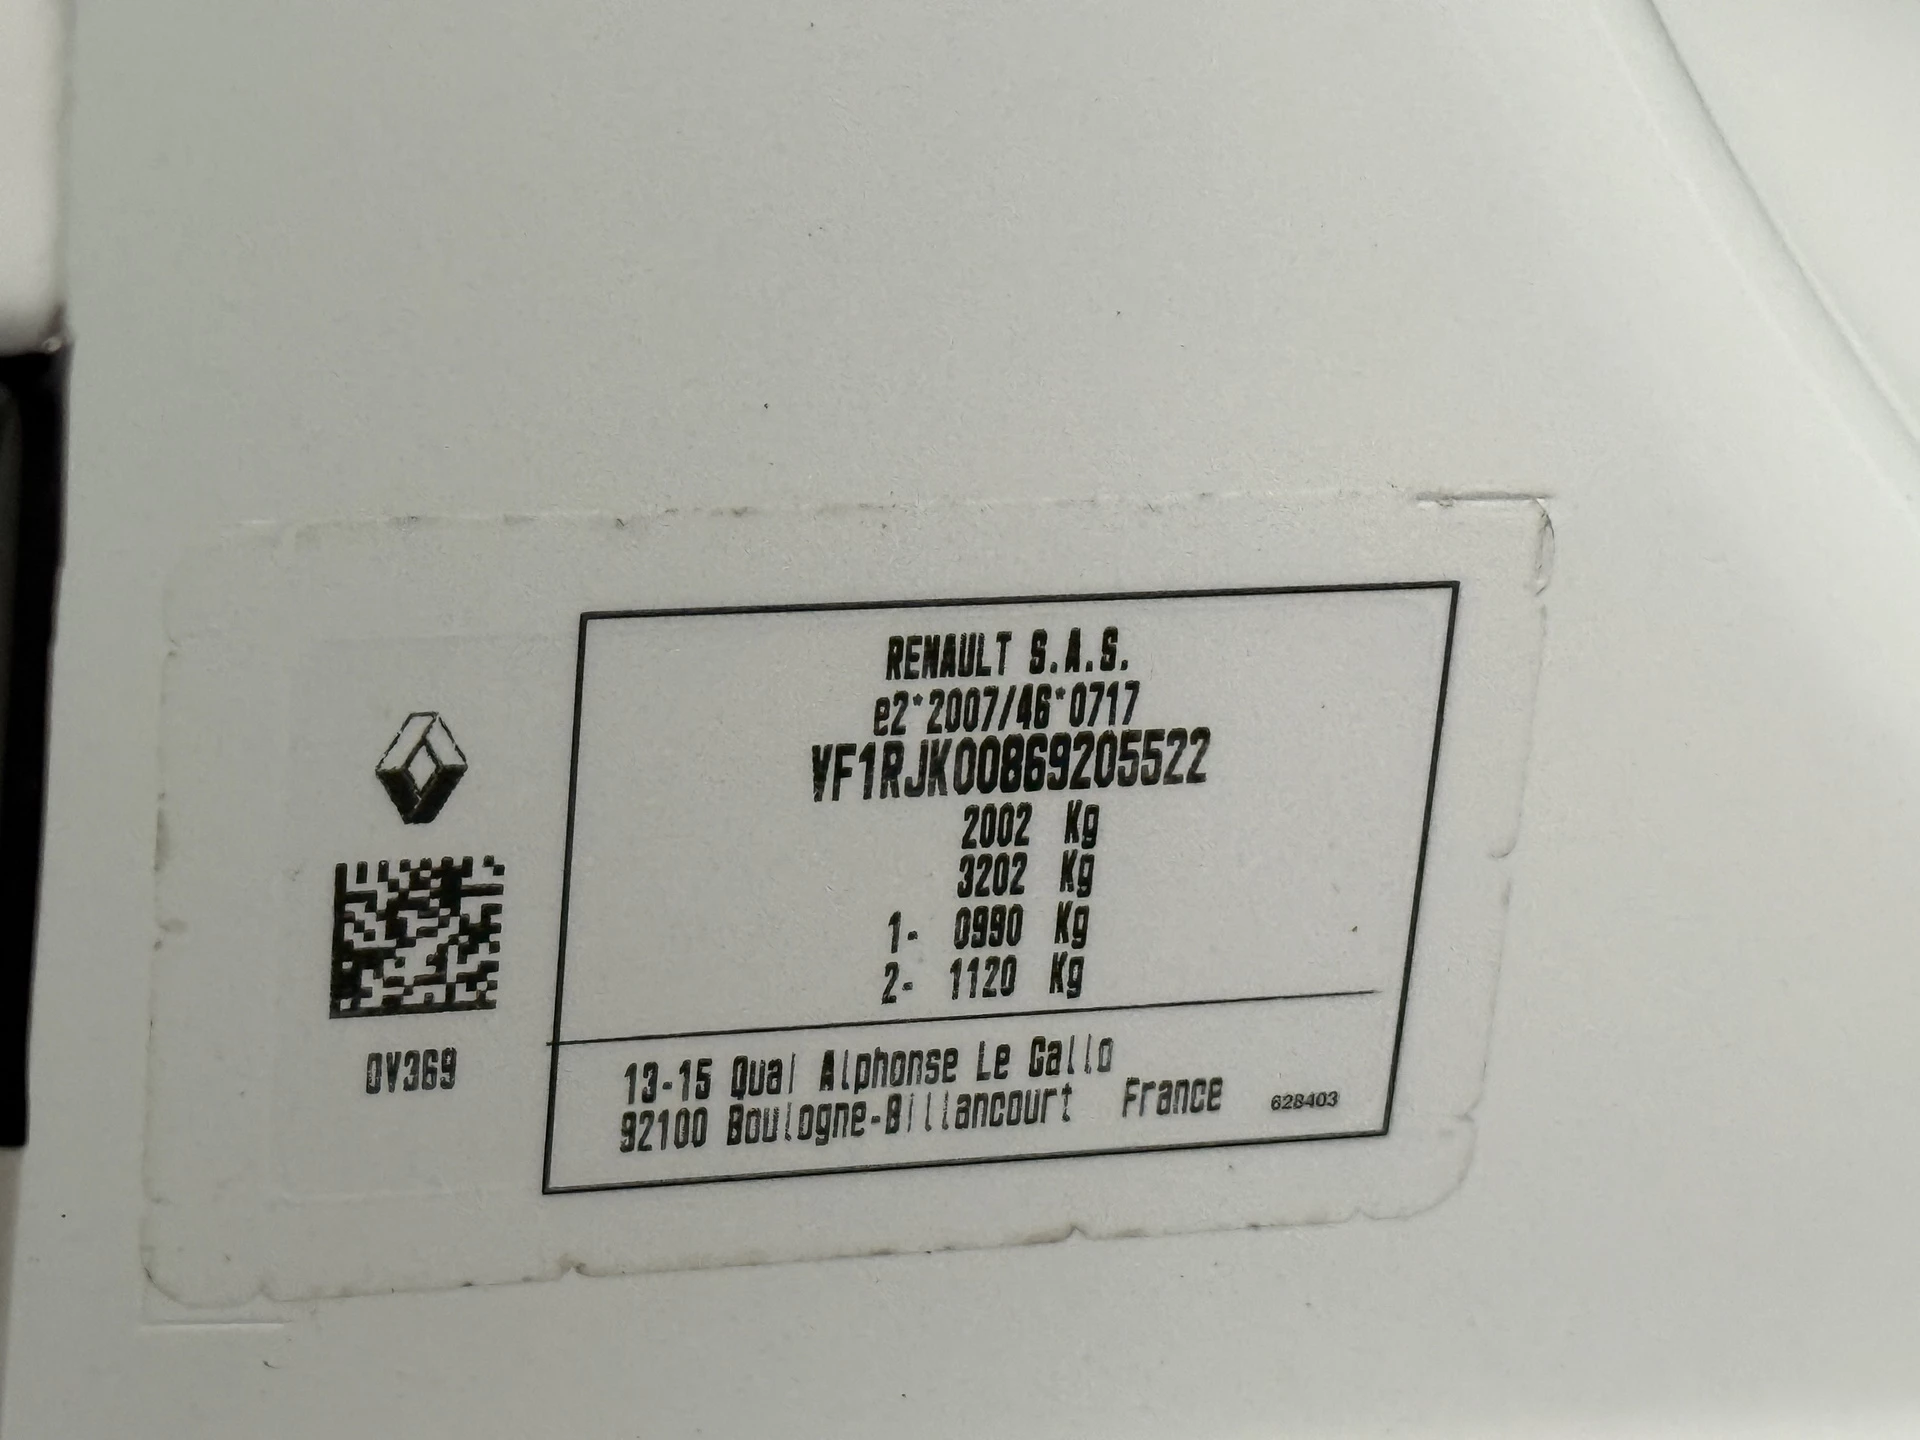 RENAULT S.A.S.
e2*2007/46*0717
VF1RJK00869205522
2002 Kg
3202 Kg
1- 0990 Kg
2- 1120 Kg
0V369
13-15 Quai Alphonse Le Gallo
92100 Boulogne-Billancourt France
628403